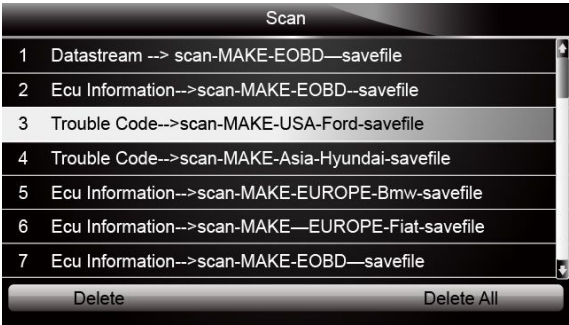 Scan
1 Datastream --> scan-MAKE-EOBD—savefile
2 Ecu Information-->scan-MAKE-EOBD--savefile
3 Trouble Code-->scan-MAKE-USA-Ford-savefile
4 Trouble Code-->scan-MAKE-Asia-Hyundai-savefile
5 Ecu Information-->scan-MAKE-EUROPE-Bmw-savefile
6 Ecu Information-->scan-MAKE—EUROPE-Fiat-savefile
7 Ecu Information-->scan-MAKE-EOBD—savefile
Delete Delete All